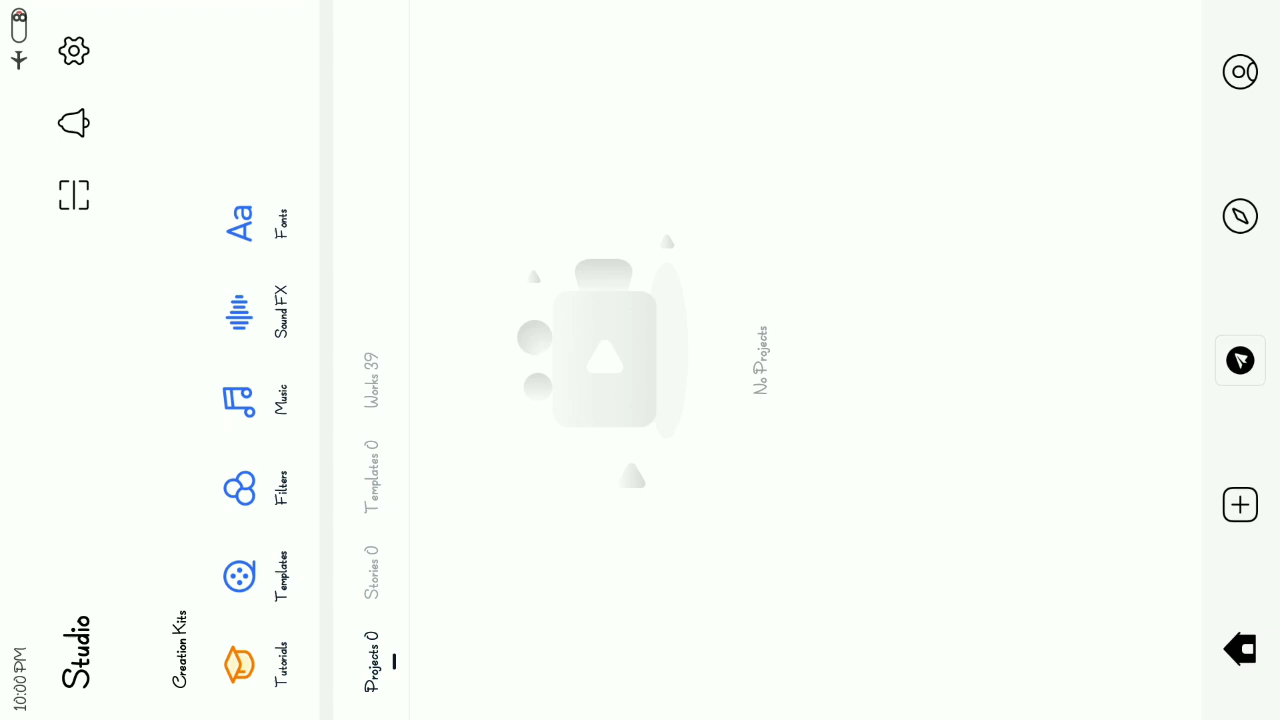 10:00 PM
8
Studio
Creation Kits
Tutorials Templates Filters Music Sound FX Aa Fonts
Projects 0 Stories 0 Templates 0 Works 39
No Projects